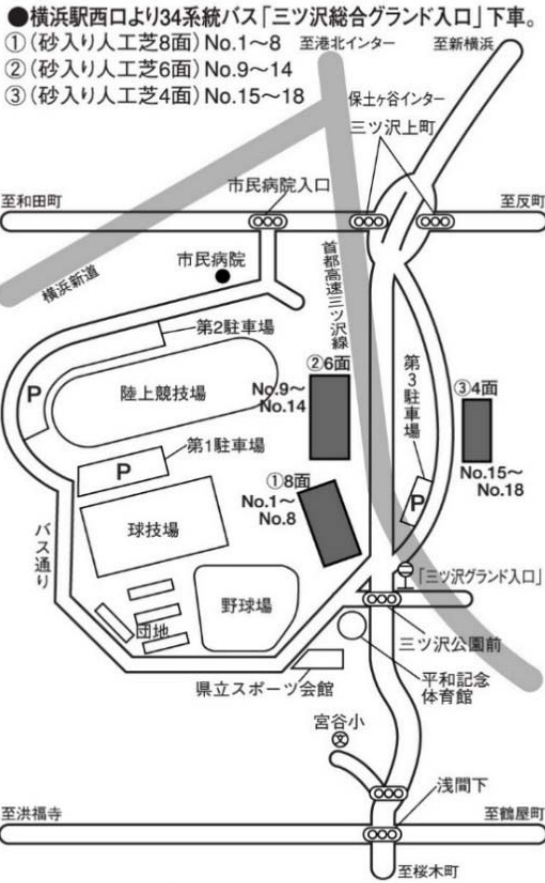 ●横浜駅西口より34系統バス「三ツ沢総合グランド入口」下車。
①(砂入り人工芝8面) No.1〜8
②(砂入り人工芝6面) No.9〜14
③(砂入り人工芝4面) No.15〜18
至港北インター
至新横浜
保土ヶ谷インター
三ツ沢上町
市民病院入口
至和田町
至反町
市民病院
横浜新道
首都高速三ツ沢線
第2駐車場
P
陸上競技場
②6面
No.9〜
No.14
第3駐車場
③4面
No.15〜
No.18
第1駐車場
P
①8面
No.1〜
No.8
P
球技場
バス通り
野球場
「三ツ沢グランド入口」
団地
三ツ沢公園前
県立スポーツ会館
平和記念
体育館
宮谷小
文
浅間下
至洪福寺
至鶴屋町
至桜木町